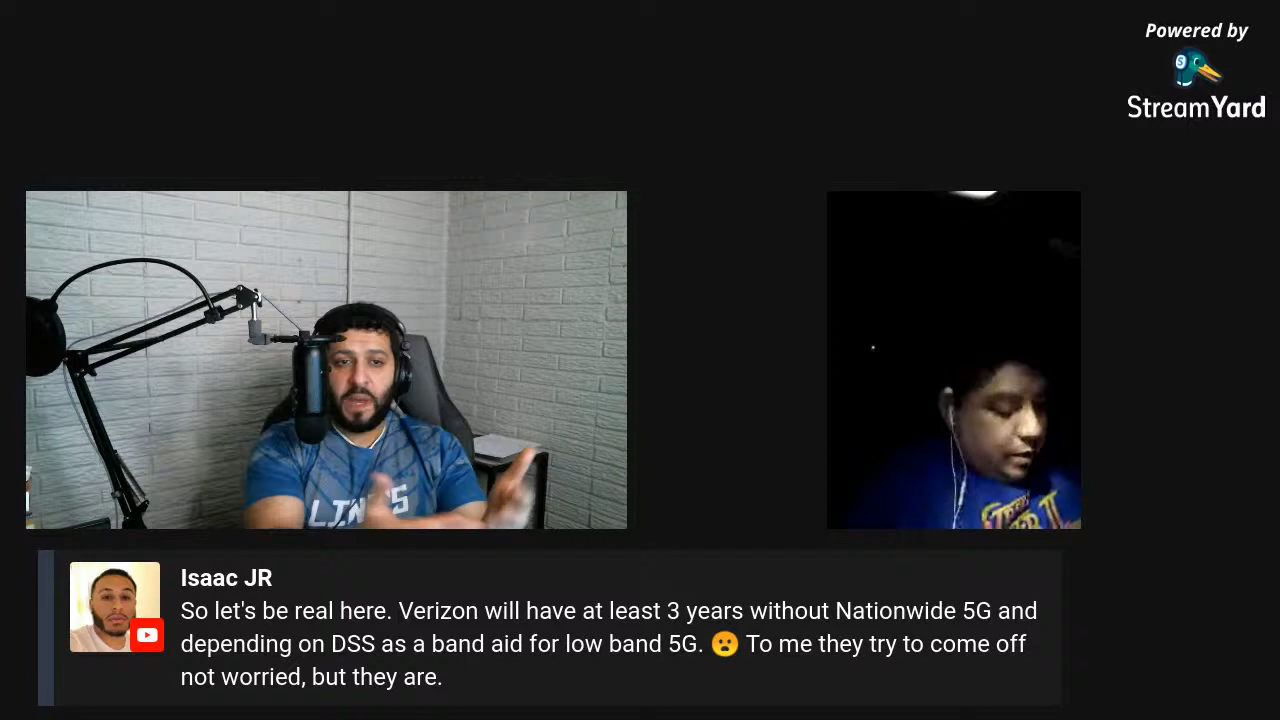 Powered by
StreamYard
LIONS
Isaac JR
So let's be real here. Verizon will have at least 3 years without Nationwide 5G and
depending on DSS as a band aid for low band 5G. 😮 To me they try to come off
not worried, but they are.